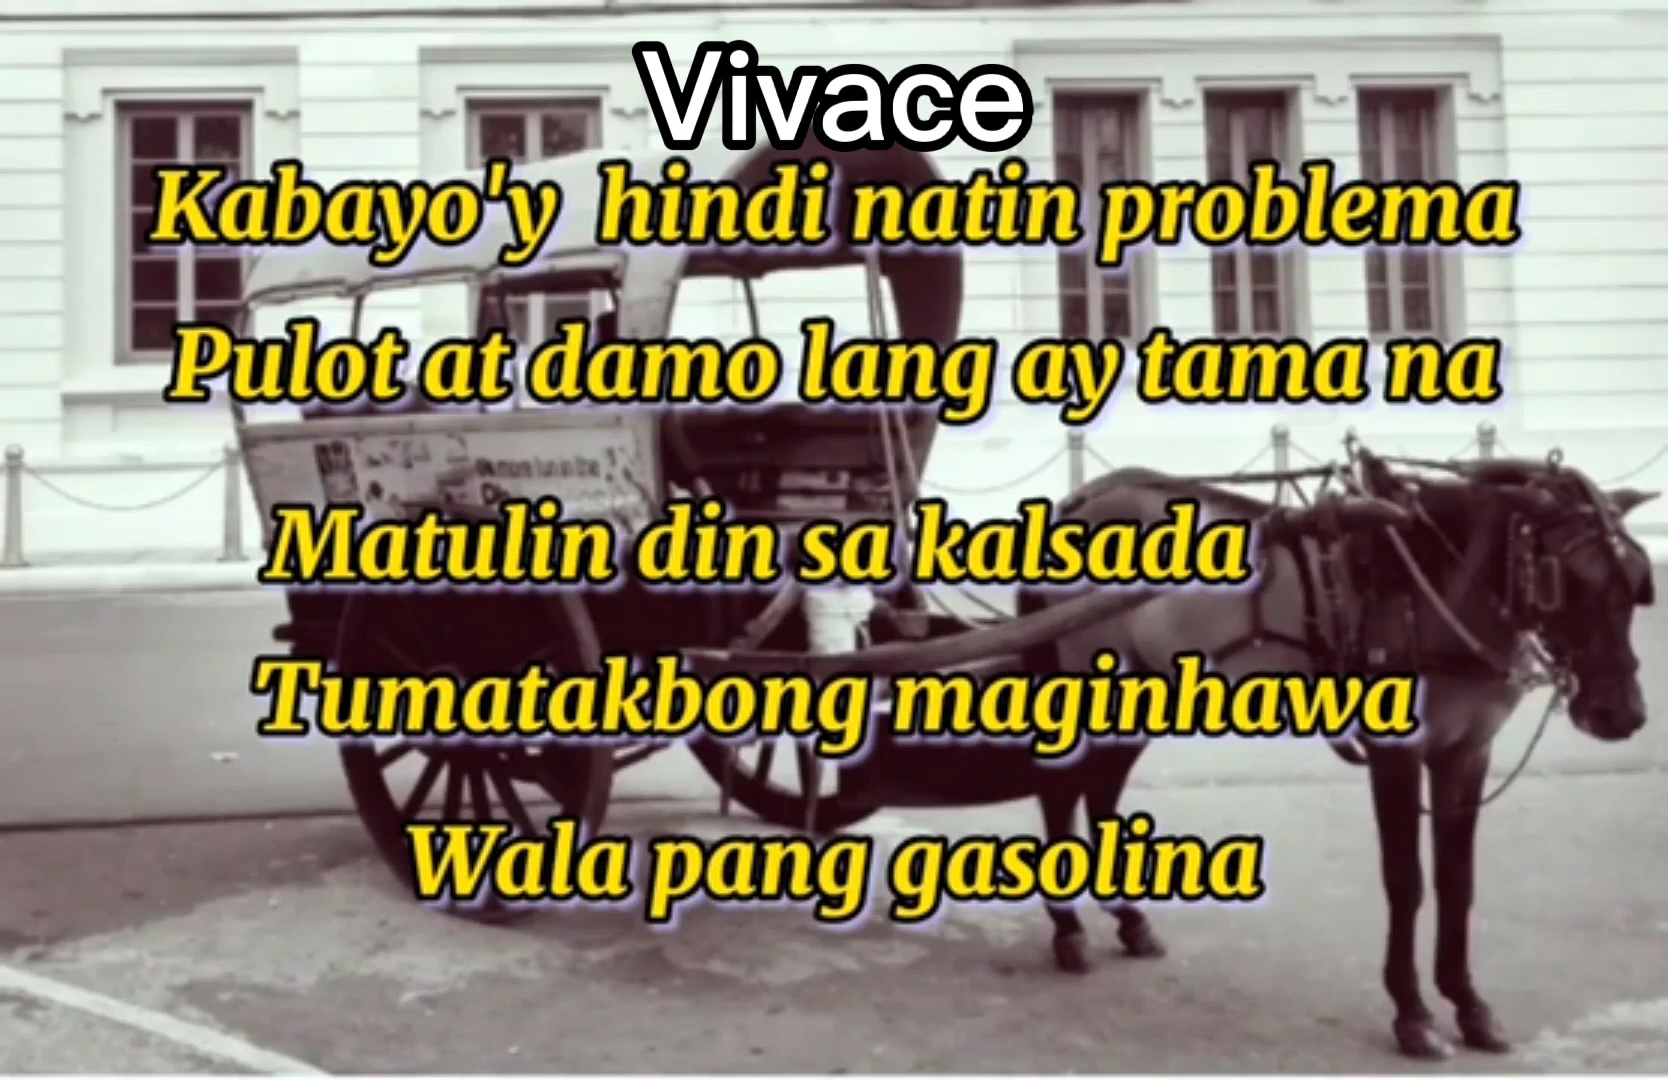 Vivace
Kabayo'y hindi natin problema
Pulot at damo lang ay tama na
Matulin din sa kalsada
Tumatakbong maginhawa
Wala pang gasolina